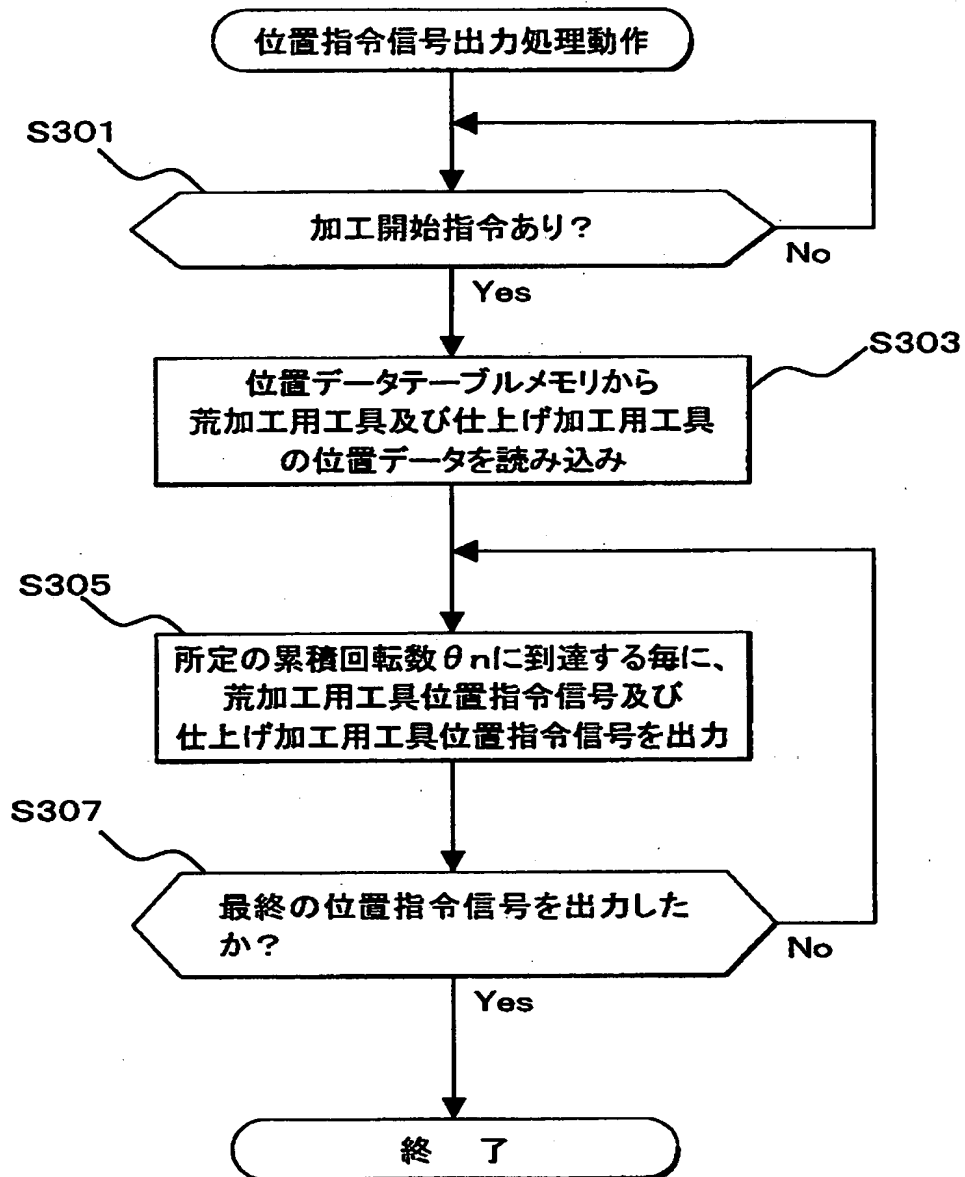 位置指令信号出力処理動作
S301
加工開始指令あり？
No
Yes
S303
位置データテーブルメモリから
荒加工用工具及び仕上げ加工用工具
の位置データを読み込み
S305
所定の累積回転数θnに到達する毎に、
荒加工用工具位置指令信号及び
仕上げ加工用工具位置指令信号を出力
S307
最終の位置指令信号を出力した
か？
No
Yes
終　了